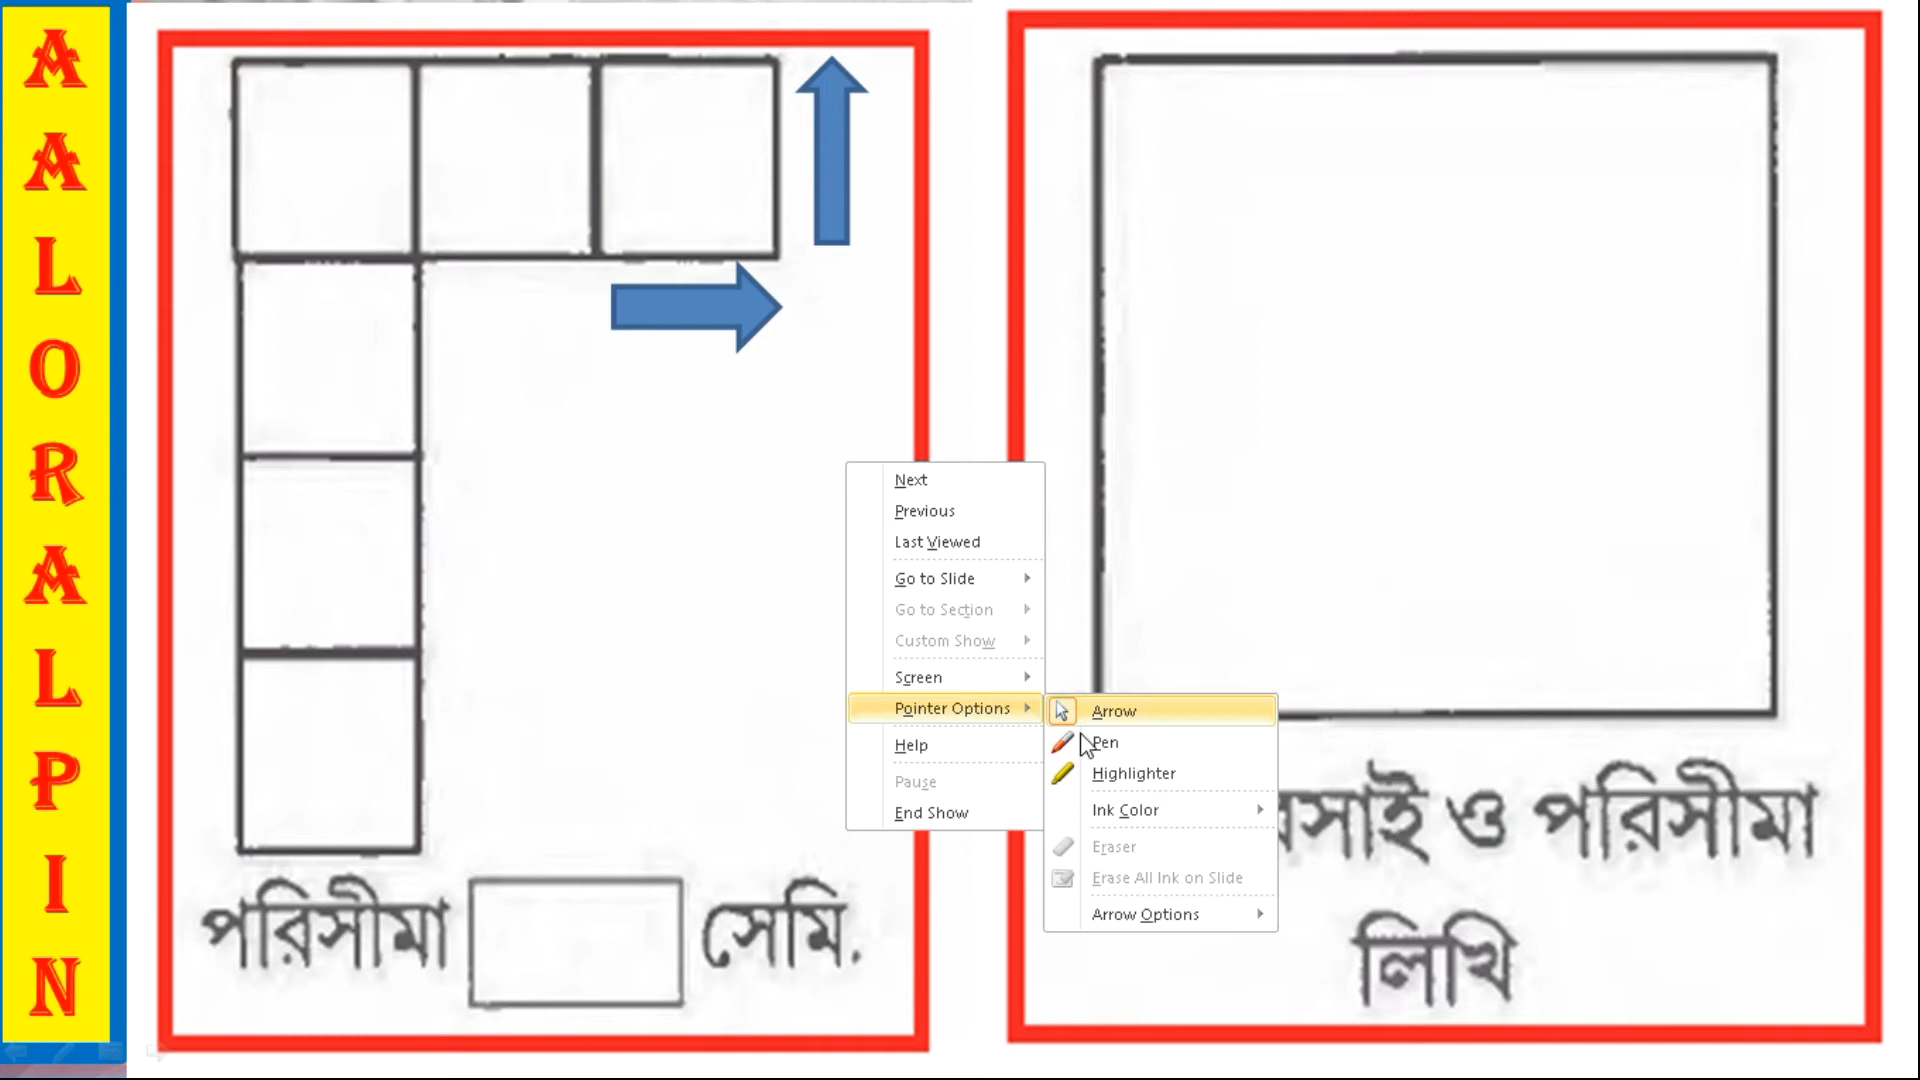 A
A
L
O
R
A
L
P
I
N
পরিসীমা
সেমি.
Next
Previous
Last Viewed
Go to Slide
Go to Section
Custom Show
Screen
Pointer Options
Help
Pause
End Show
Arrow
Pen
Highlighter
Ink Color
Eraser
Erase All Ink on Slide
Arrow Options
ও পরিসীমা
লিখি